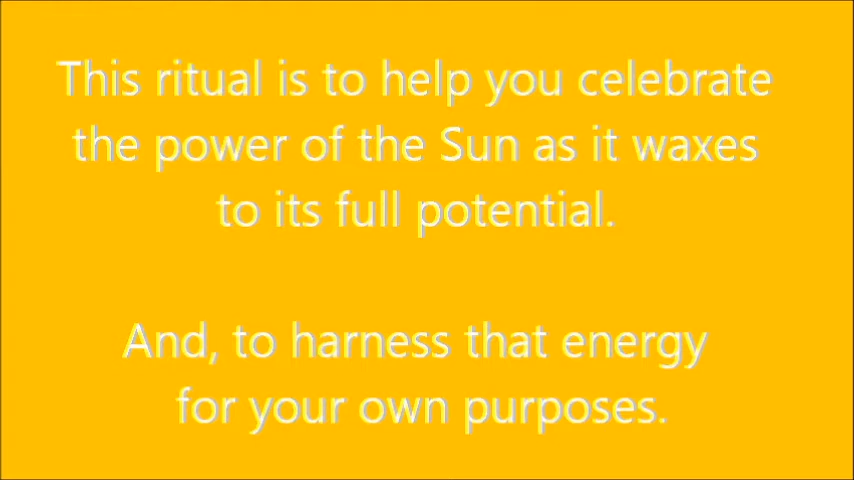 This ritual is to help you celebrate
the power of the Sun as it waxes
to its full potential.
And, to harness that energy
for your own purposes.